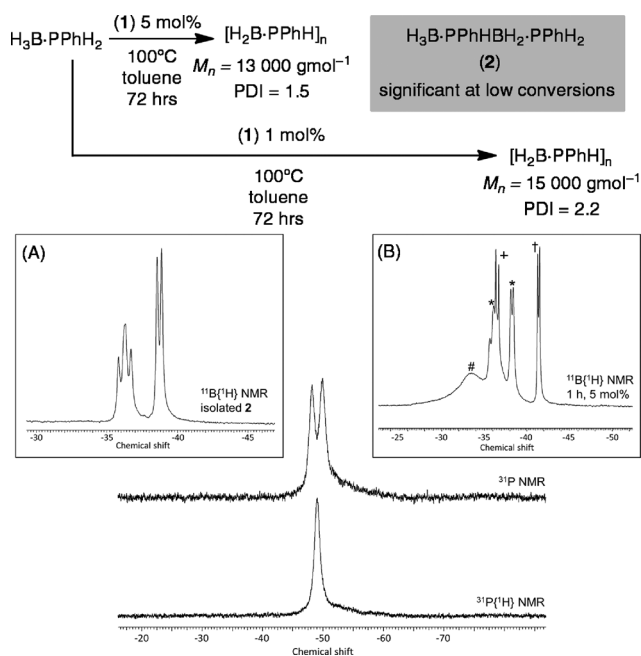 H₃B·PPhH₂
(1) 5 mol%
100ºC
toluene
72 hrs
[H₂B·PPhH]ₙ
Mₙ = 13 000 gmol⁻¹
PDI = 1.5
H₃B·PPhHBH₂·PPhH₂
(2)
significant at low conversions
(1) 1 mol%
100ºC
toluene
72 hrs
[H₂B·PPhH]ₙ
Mₙ = 15 000 gmol⁻¹
PDI = 2.2
(A)
¹¹B{¹H} NMR
isolated 2
-30 -35 -40 -45
Chemical shift
(B)
# * + * †
¹¹B{¹H} NMR
1 h, 5 mol%
-25 -30 -35 -40 -45 -50
Chemical shift
³¹P NMR
³¹P{¹H} NMR
-20 -30 -40 -50 -60 -70
Chemical shift